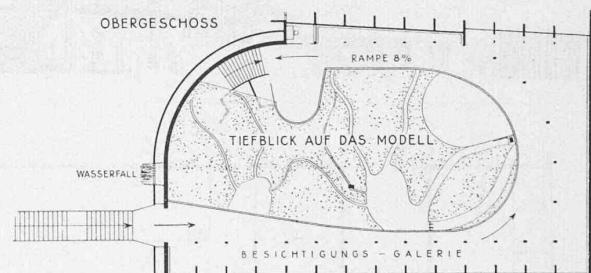 OBERGESCHOSS
RAMPE 8%
TIEFBLICK AUF DAS MODELL
WASSERFALL
BESICHTIGUNGS-GALERIE